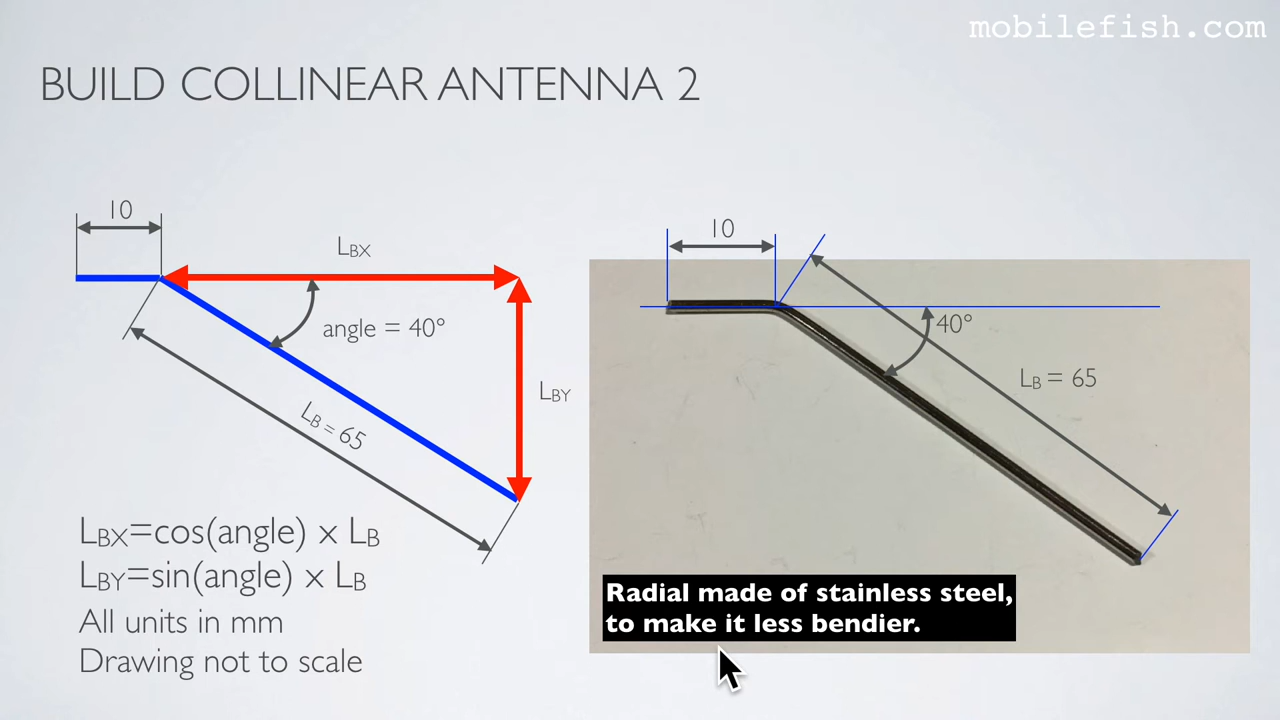 mobilefish.com
BUILD COLLINEAR ANTENNA 2
10
LBX
angle = 40°
LBY
LB = 65
LBX=cos(angle) x LB
LBY=sin(angle) x LB
All units in mm
Drawing not to scale
10
40°
LB = 65
Radial made of stainless steel,
to make it less bendier.